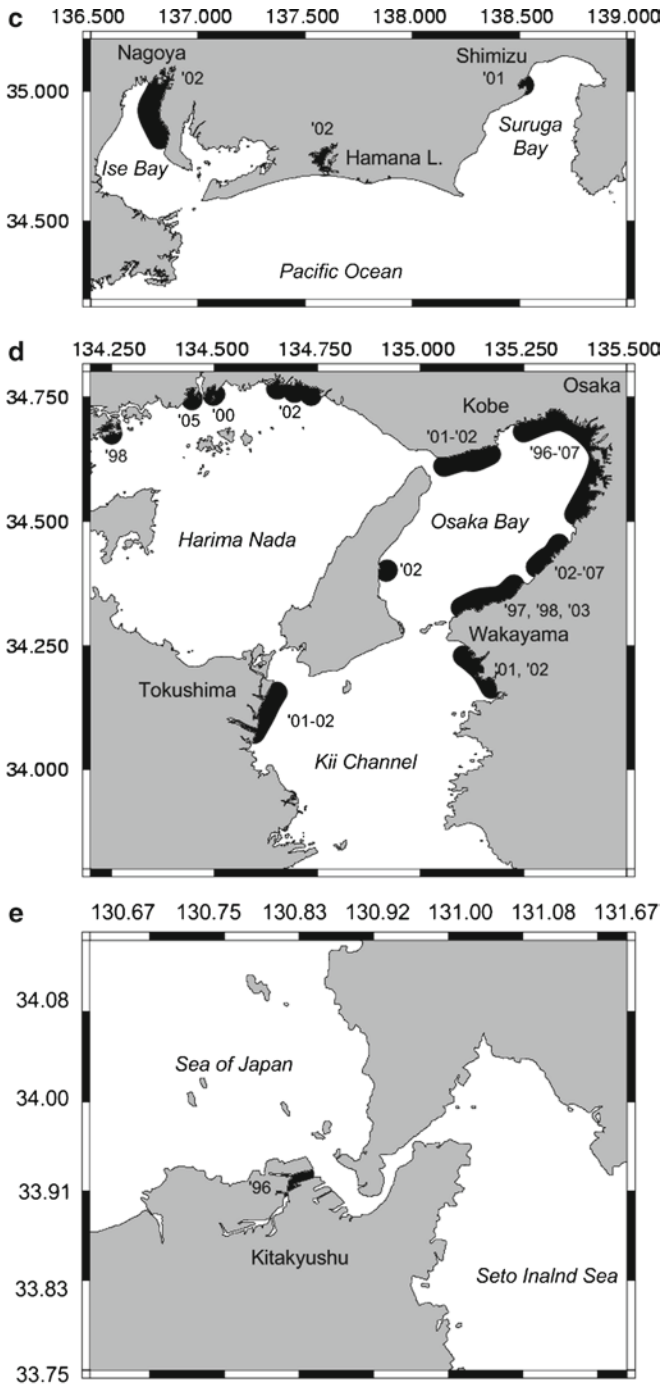 c
136.500 137.000 137.500 138.000 138.500 139.000
Nagoya
'02
Shimizu
'01
35.000
'02
Suruga
Bay
Ise Bay
Hamana L.
34.500
Pacific Ocean
d
134.250 134.500 134.750 135.000 135.250 135.500
34.750
Osaka
Kobe
'05
'00
'02
'01-'02
'98
'96-'07
34.500
Harima Nada
Osaka Bay
'02
'02-'07
'97, '98, '03
34.250
Wakayama
Tokushima
'01, '02
'01-02
34.000
Kii Channel
e
130.67 130.75 130.83 130.92 131.00 131.08 131.67
34.08
Sea of Japan
34.00
33.91
'96
Kitakyushu
33.83
Seto Inalnd Sea
33.75